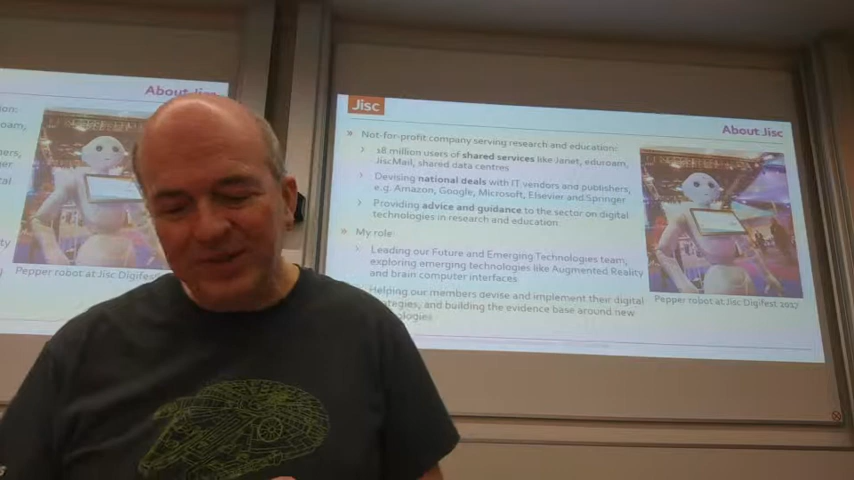 About Jisc
Pepper robot at Jisc Digifest
Jisc
About Jisc
» Not-for-profit company serving research and education:
› 18 million users of shared services like Janet, eduroam,
JiscMail, shared data centres
› Devising national deals with IT vendors and publishers,
e.g. Amazon, Google, Microsoft, Elsevier and Springer
› Providing advice and guidance to the sector on digital
technologies in research and education
» My role:
› Leading our Future and Emerging Technologies team,
exploring emerging technologies like Augmented Reality
and brain computer interfaces
Helping our members devise and implement their digital
strategies, and building the evidence base around new
Pepper robot at Jisc Digifest 2017